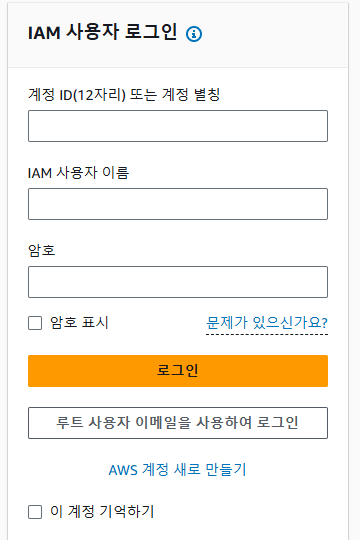 IAM 사용자 로그인
계정 ID(12자리) 또는 계정 별칭
IAM 사용자 이름
암호
암호 표시
문제가 있으신가요?
로그인
루트 사용자 이메일을 사용하여 로그인
AWS 계정 새로 만들기
이 계정 기억하기